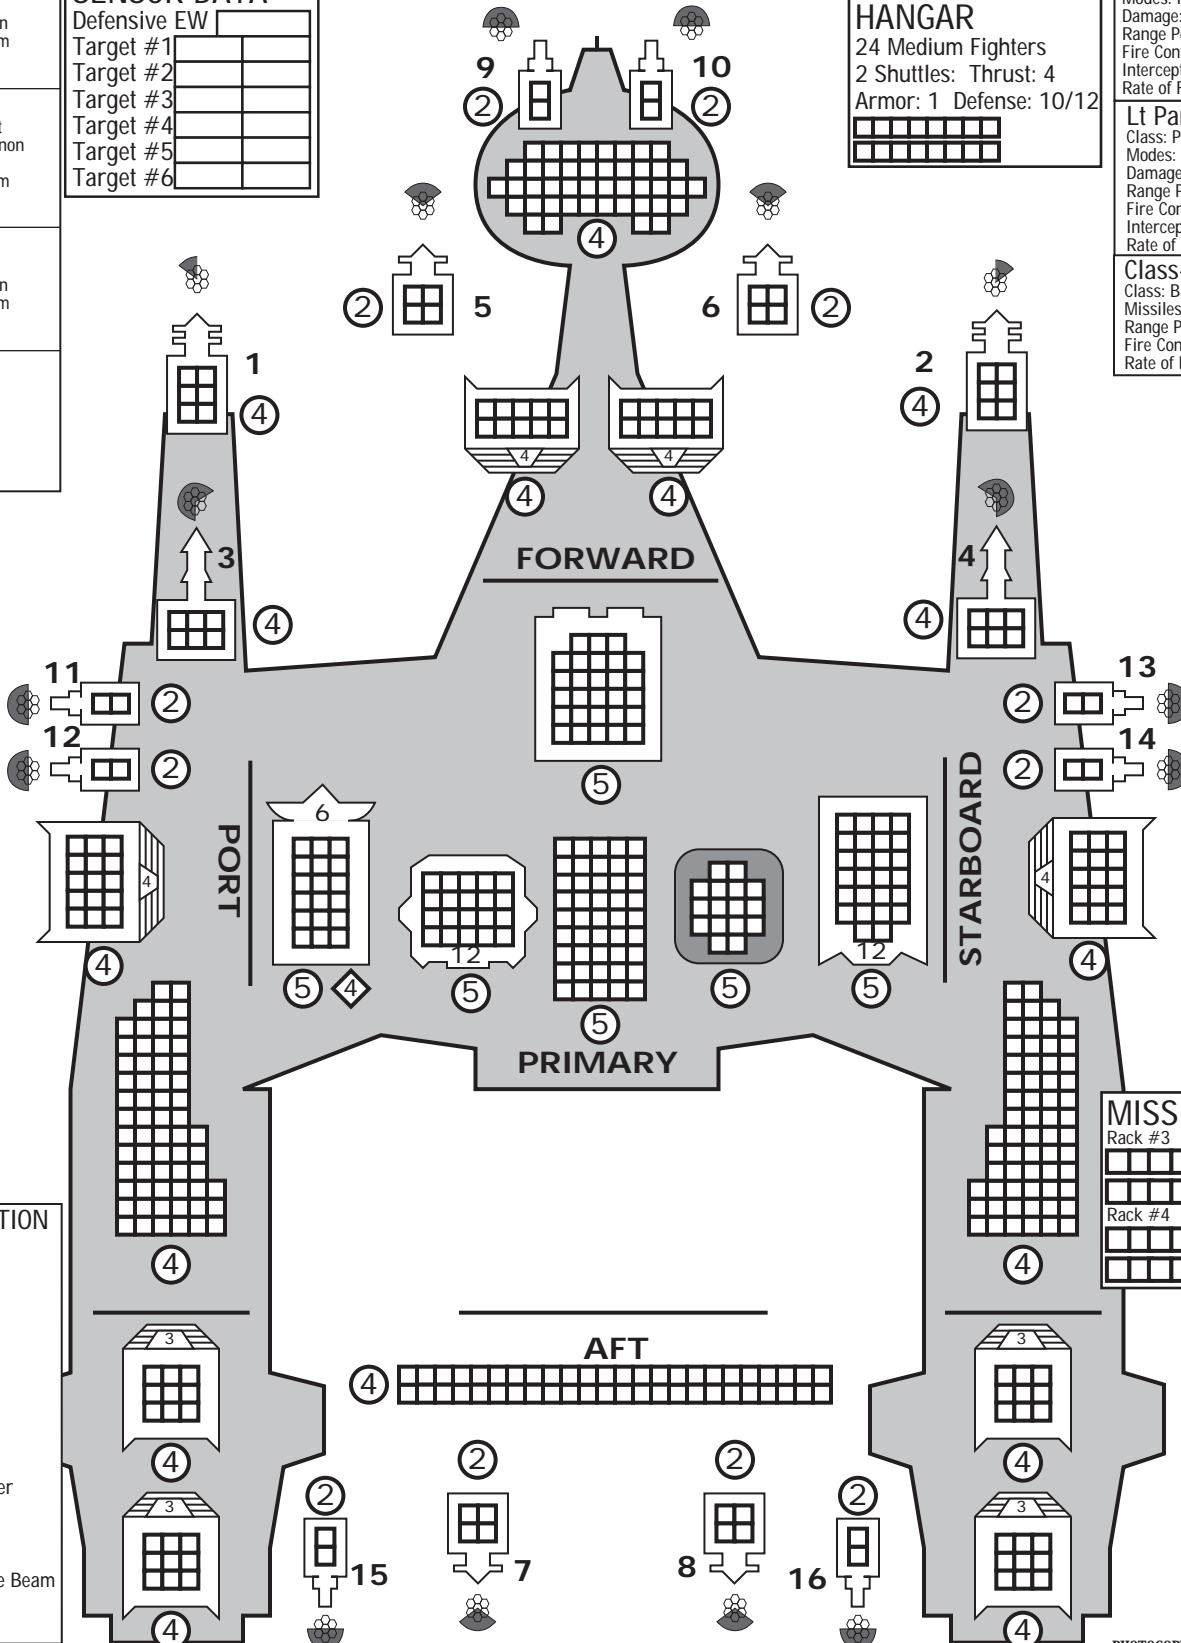 SENSOR DATA
Defensive EW
Target #1
Target #2
Target #3
Target #4
Target #5
Target #6
HANGAR
24 Medium Fighters
2 Shuttles: Thrust: 4
Armor: 1 Defense: 10/12
Damage:
Fire Con
Intercept
Rate of F
Class: P
Modes:
Damage
Range P
Fire Con
Intercep
Rate of
Class-
Class: B
Missiles
Range P
Fire Con
Rate of
9
10
2
2
4
2
5
6
2
1
4
2
4
4
4
4
4
3
4
FORWARD
4
4
11
2
2
13
12
2
2
14
5
PORT
STARBOARD
6
4
4
12
12
4
5
4
5
5
5
5
4
PRIMARY
MISS
Rack #3
Rack #4
4
4
TION
3
AFT
3
4
4
2
2
4
er
3
2
2
3
e Beam
15
7
8
16
4
4